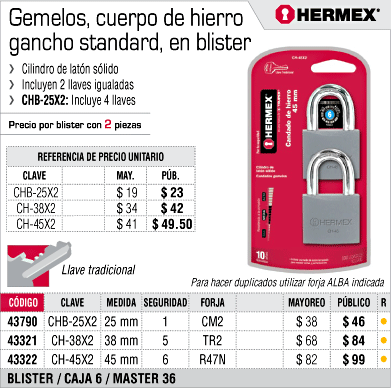 Gemelos, cuerpo de hierro
gancho standard, en blister
HERMEX®
Cilindro de latón sólido
Incluyen 2 llaves igualadas
CHB-25X2: Incluye 4 llaves
Precio por blister con 2 piezas
REFERENCIA DE PRECIO UNITARIO
CLAVE MAY. PÚB.
CHB-25X2 $ 19 $ 23
CH-38X2 $ 34 $ 42
CH-45X2 $ 41 $ 49.50
Llave tradicional
CH-45X2
HERMEX
Candado de hierro
45 mm
HERMEX
10
Para hacer duplicados utilizar forja ALBA indicada
CÓDIGO CLAVE MEDIDA SEGURIDAD FORJA MAYOREO PÚBLICO R
43790 CHB-25X2 25 mm 1 CM2 $ 38 $ 46
43321 CH-38X2 38 mm 5 TR2 $ 68 $ 84
43322 CH-45X2 45 mm 6 R47N $ 82 $ 99
BLISTER / CAJA 6 / MASTER 36